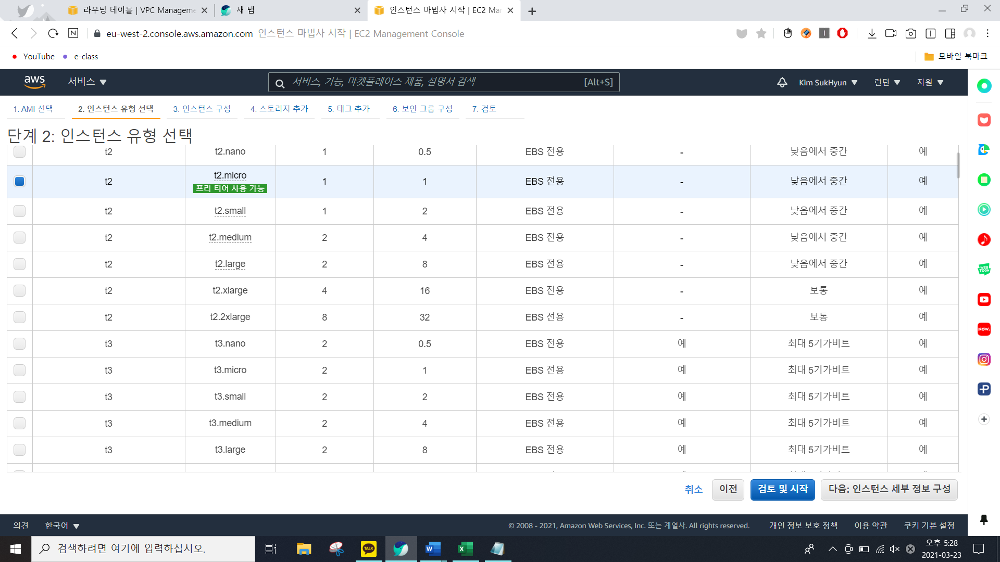 라우팅 테이블 | VPC Manageme
새 탭
인스턴스 마법사 시작 | EC2 Ma
N
eu-west-2.console.aws.amazon.com 인스턴스 마법사 시작 | EC2 Management Console
YouTube
e-class
모바일 북마크
aws
서비스
서비스, 기능, 마켓플레이스 제품, 설명서 검색
[Alt+S]
Kim SukHyun
런던
지원
1. AMI 선택
2. 인스턴스 유형 선택
3. 인스턴스 구성
4. 스토리지 추가
5. 태그 추가
6. 보안 그룹 구성
7. 검토
단계 2: 인스턴스 유형 선택
t2 t2.nano 1 0.5 EBS 전용 - 낮음에서 중간 예
t2 t2.micro 1 1 EBS 전용 - 낮음에서 중간 예
프리 티어 사용 가능
t2 t2.small 1 2 EBS 전용 - 낮음에서 중간 예
t2 t2.medium 2 4 EBS 전용 - 낮음에서 중간 예
t2 t2.large 2 8 EBS 전용 - 낮음에서 중간 예
t2 t2.xlarge 4 16 EBS 전용 - 보통 예
t2 t2.2xlarge 8 32 EBS 전용 - 보통 예
t3 t3.nano 2 0.5 EBS 전용 예 최대 5기가비트 예
t3 t3.micro 2 1 EBS 전용 예 최대 5기가비트 예
t3 t3.small 2 2 EBS 전용 예 최대 5기가비트 예
t3 t3.medium 2 4 EBS 전용 예 최대 5기가비트 예
t3 t3.large 2 8 EBS 전용 예 최대 5기가비트 예
취소
이전
검토 및 시작
다음: 인스턴스 세부 정보 구성
의견
한국어
© 2008 - 2021, Amazon Web Services, Inc. 또는 계열사. All rights reserved.
개인 정보 보호 정책
이용 약관
쿠키 기본 설정
WEB
TOON
NOW.
검색하려면 여기에 입력하십시오.
TALK
오후 5:28
2021-03-23